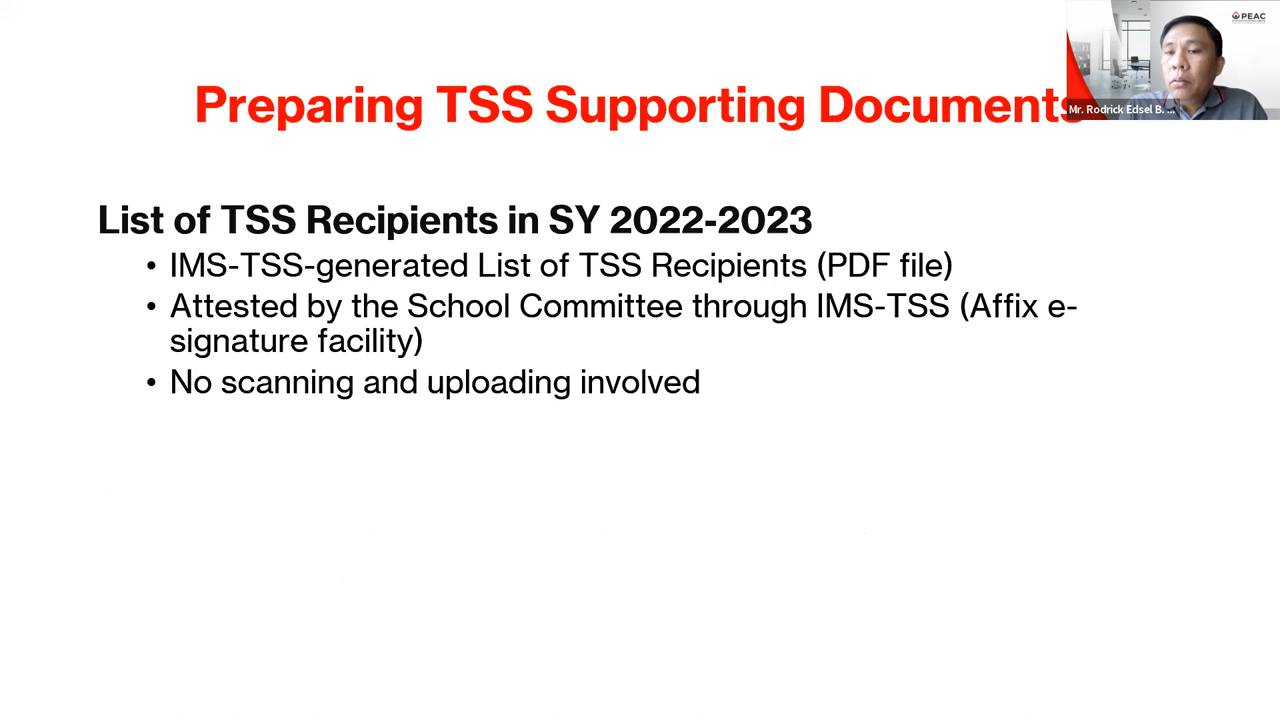 PEAC
Mr. Rodrick Edsel B. ...
Preparing TSS Supporting Documents
List of TSS Recipients in SY 2022-2023
• IMS-TSS-generated List of TSS Recipients (PDF file)
• Attested by the School Committee through IMS-TSS (Affix e-
signature facility)
• No scanning and uploading involved